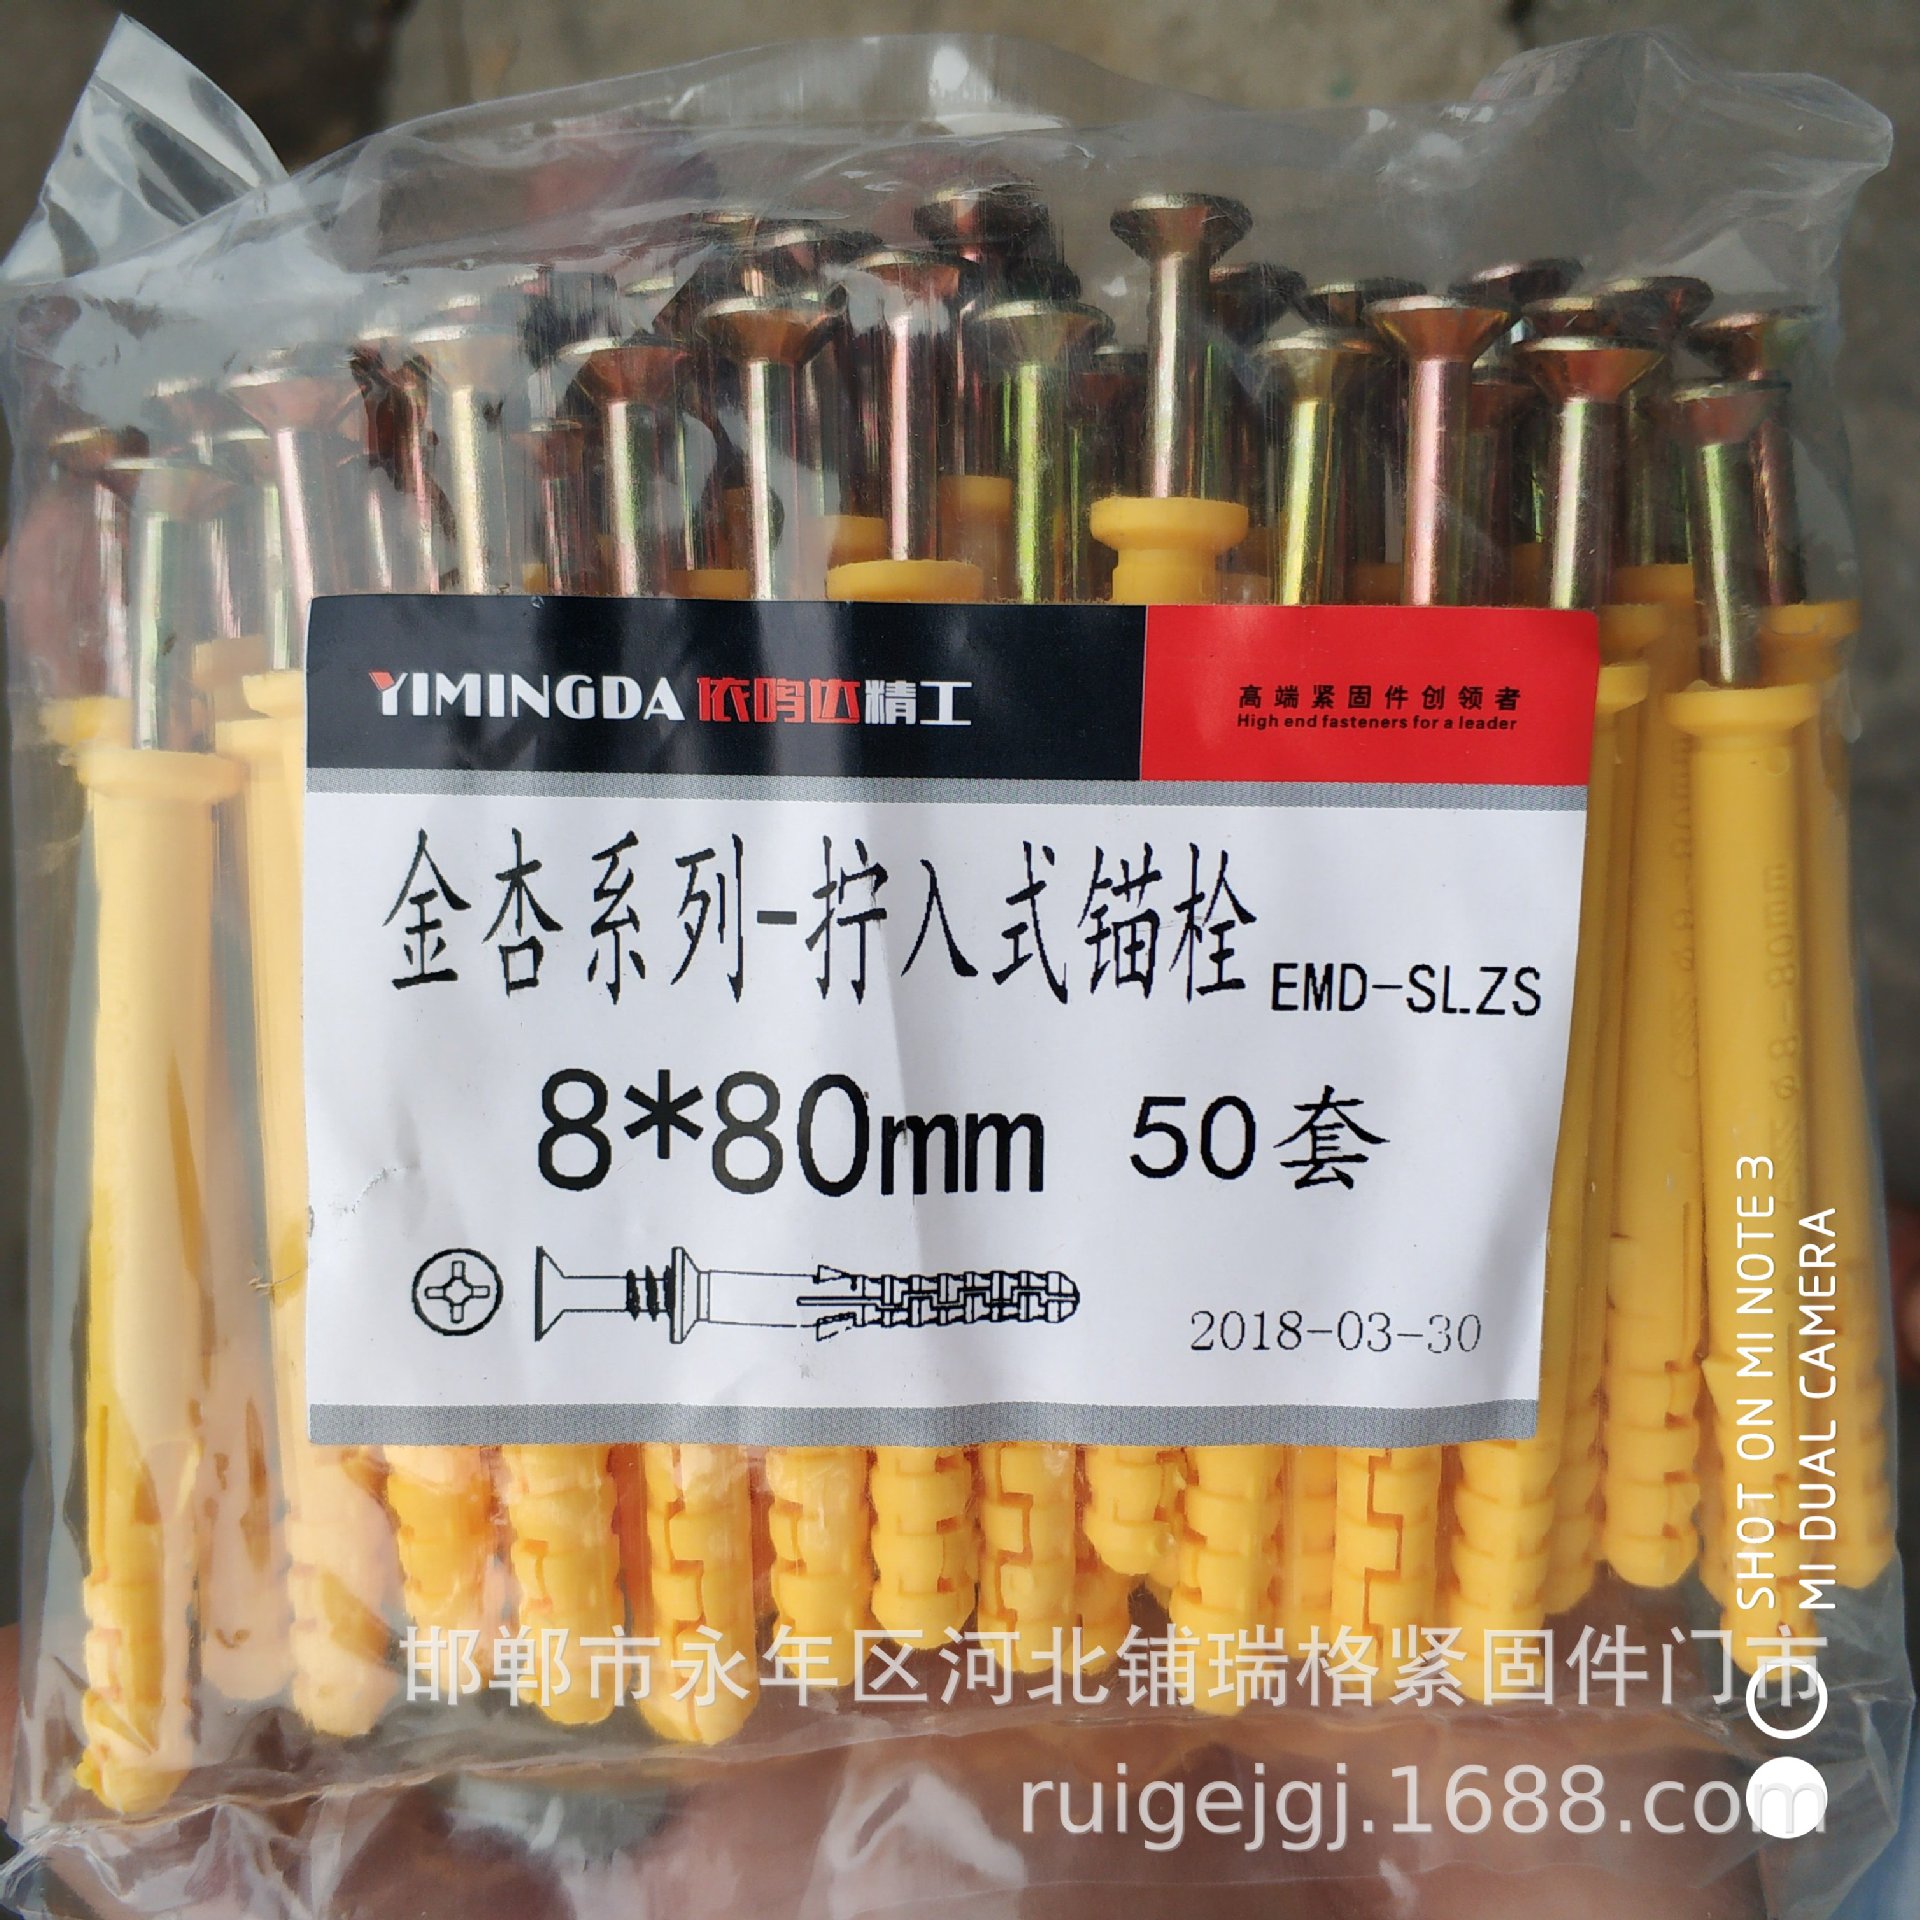 YIMINGDA 依鸣达精工
高端紧固件创领者
High end fasteners for a leader
金杏系列-拧入式锚栓 EMD-SLZS
8*80mm 50套
2018-03-30
SHOT ON MI NOTE 3
MI DUAL CAMERA
邯郸市永年区河北铺瑞格紧固件门市
ruigejgj.1688.com